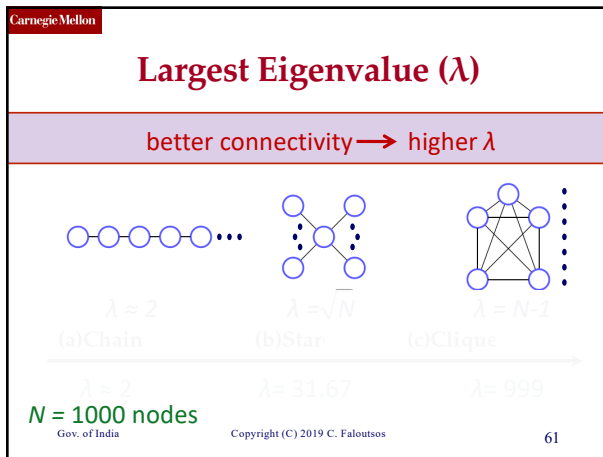 Carnegie Mellon
Largest Eigenvalue (λ)
better connectivity → higher λ
λ ≈ 2 λ = √N λ = N-1
(a)Chain (b)Star (c)Clique
λ ≈ 2 λ= 31.67 λ= 999
N = 1000 nodes
Gov. of India Copyright (C) 2019 C. Faloutsos 61